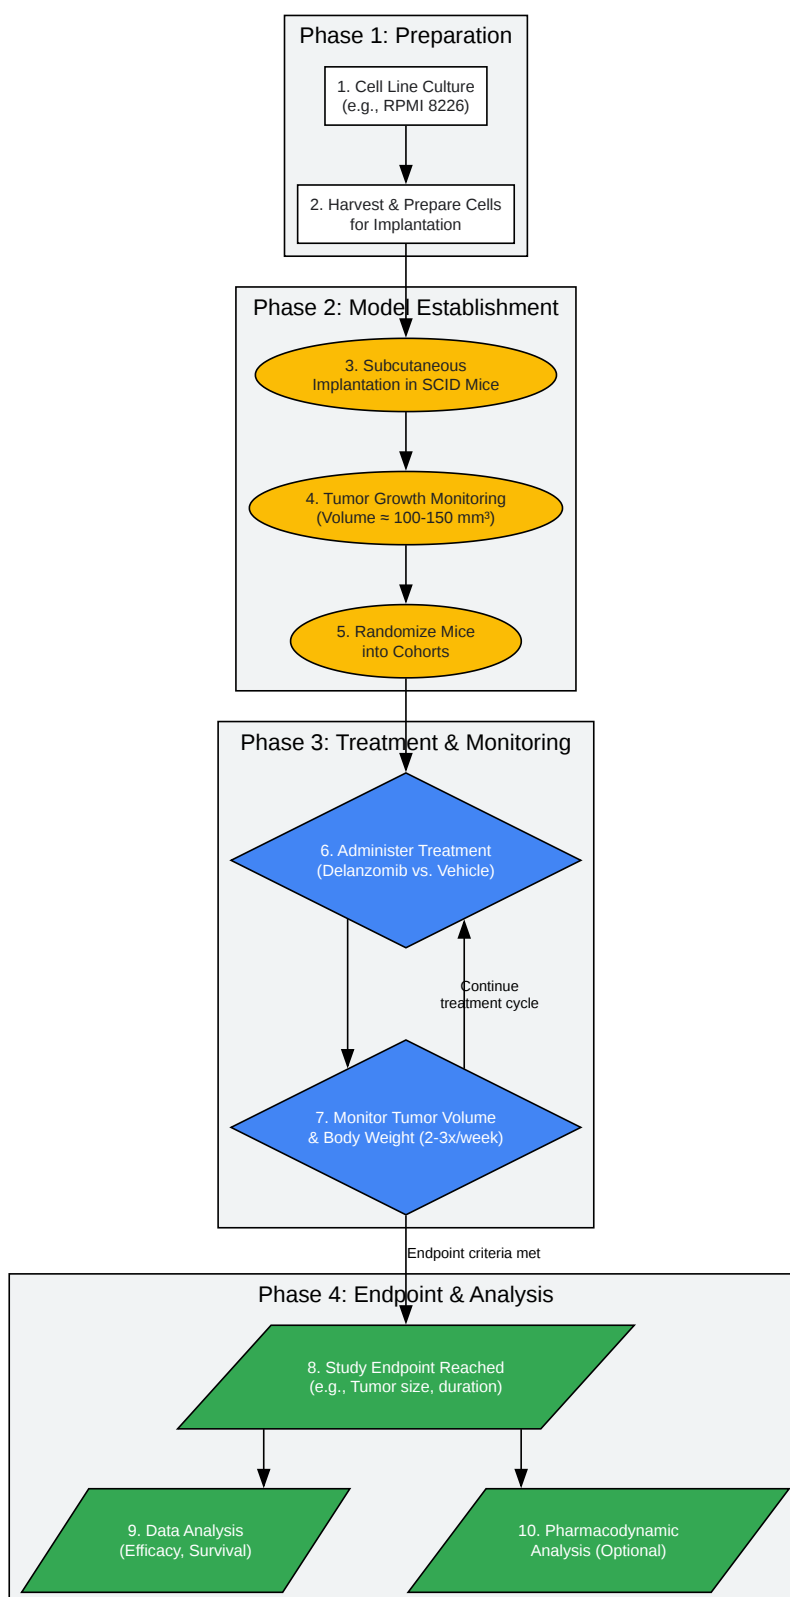 Phase 1: Preparation
1. Cell Line Culture
(e.g., RPMI 8226)
2. Harvest & Prepare Cells
for Implantation
Phase 2: Model Establishment
3. Subcutaneous
Implantation in SCID Mice
4. Tumor Growth Monitoring
(Volume ≈ 100-150 mm³)
5. Randomize Mice
into Cohorts
Phase 3: Treatment & Monitoring
6. Administer Treatment
(Delanzomib vs. Vehicle)
Continue
treatment cycle
7. Monitor Tumor Volume
& Body Weight (2-3x/week)
Endpoint criteria met
Phase 4: Endpoint & Analysis
8. Study Endpoint Reached
(e.g., Tumor size, duration)
9. Data Analysis
(Efficacy, Survival)
10. Pharmacodynamic
Analysis (Optional)